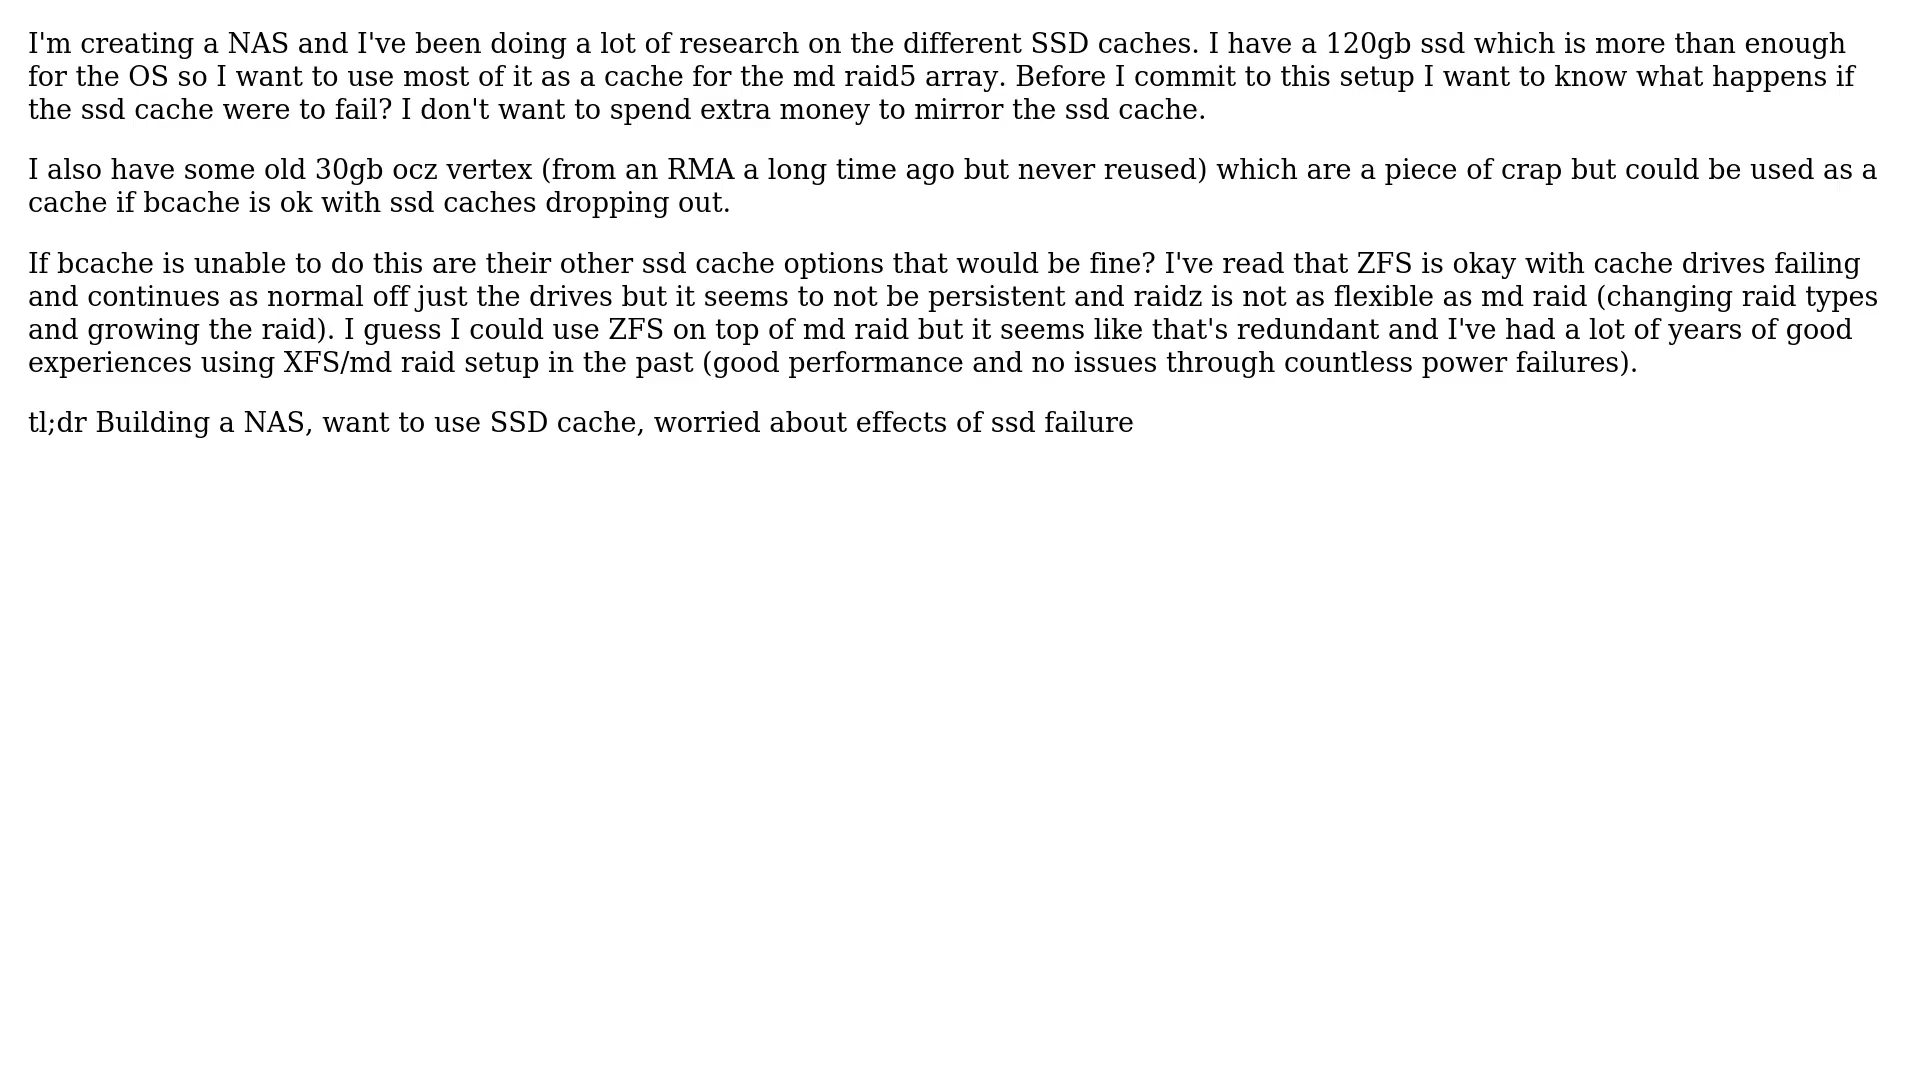 I'm creating a NAS and I've been doing a lot of research on the different SSD caches. I have a 120gb ssd which is more than enough
for the OS so I want to use most of it as a cache for the md raid5 array. Before I commit to this setup I want to know what happens if
the ssd cache were to fail? I don't want to spend extra money to mirror the ssd cache.
I also have some old 30gb ocz vertex (from an RMA a long time ago but never reused) which are a piece of crap but could be used as a
cache if bcache is ok with ssd caches dropping out.
If bcache is unable to do this are their other ssd cache options that would be fine? I've read that ZFS is okay with cache drives failing
and continues as normal off just the drives but it seems to not be persistent and raidz is not as flexible as md raid (changing raid types
and growing the raid). I guess I could use ZFS on top of md raid but it seems like that's redundant and I've had a lot of years of good
experiences using XFS/md raid setup in the past (good performance and no issues through countless power failures).
tl;dr Building a NAS, want to use SSD cache, worried about effects of ssd failure